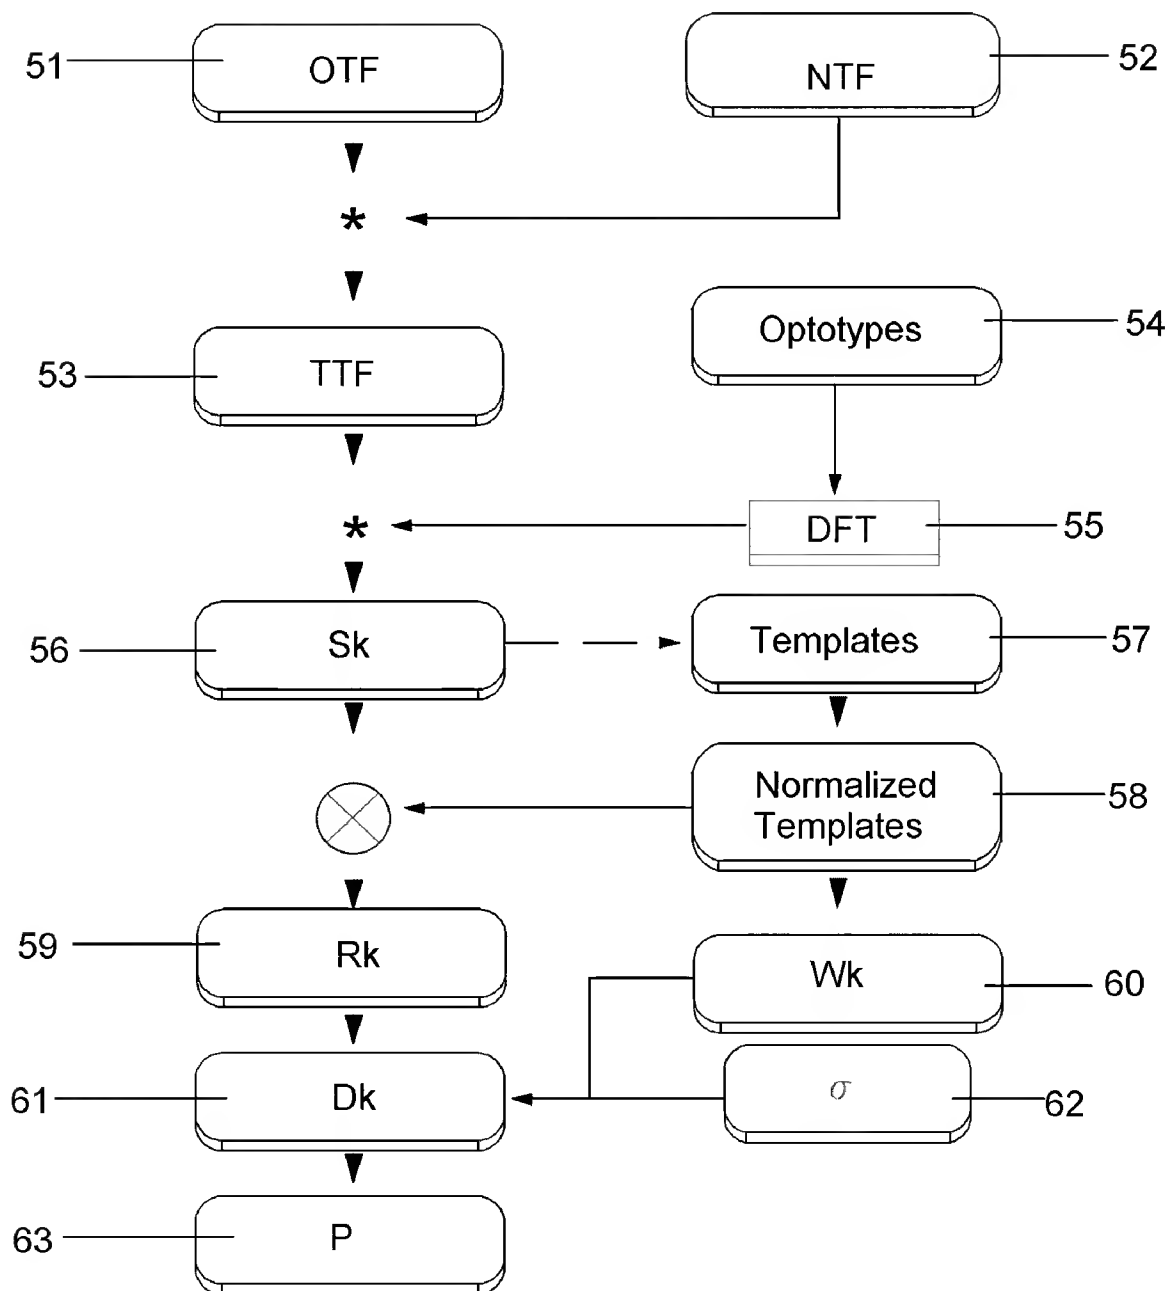 51
OTF
NTF
52
*
53
TTF
Optotypes
54
*
DFT
55
56
Sk
Templates
57
Normalized
Templates
58
59
Rk
Wk
60
61
Dk
σ
62
63
P